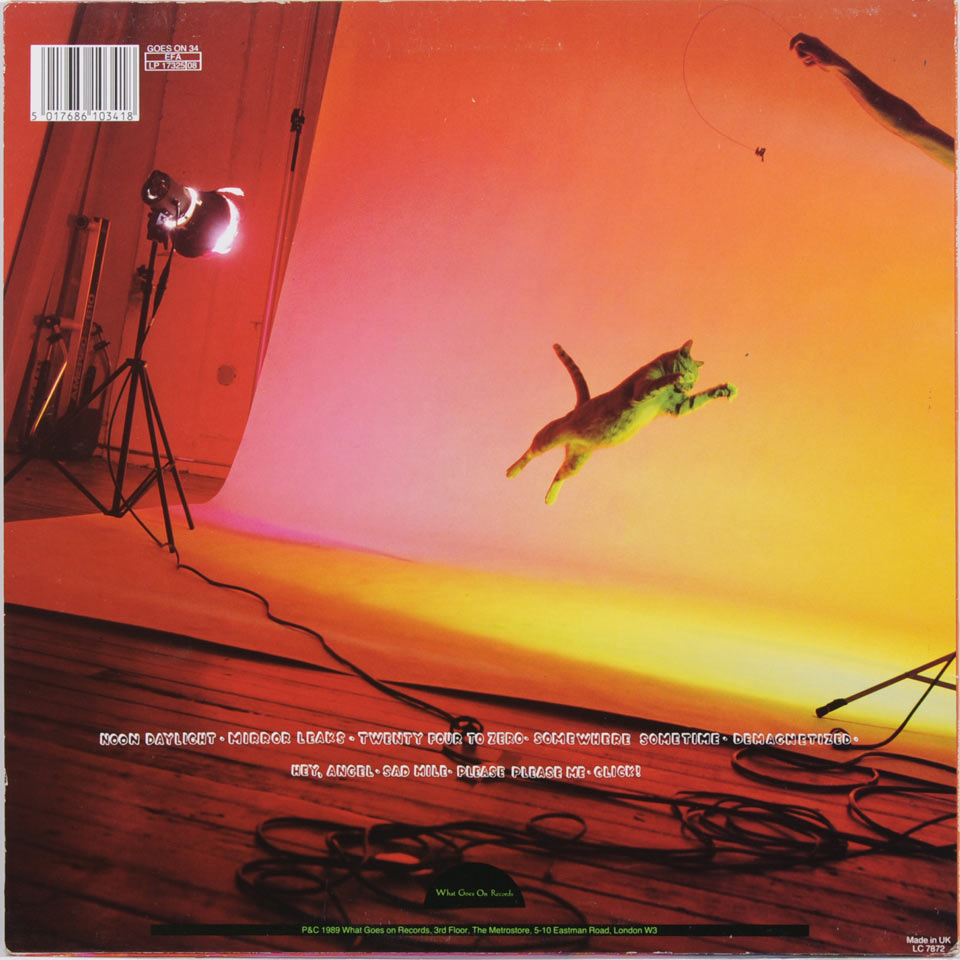 GOES ON 34
EFA
LP 17325|08
5 017686 103418
NOON DAYLIGHT · MIRROR LEAKS · TWENTY FOUR TO ZERO · SOMEWHERE SOMETIME · DEMAGNETIZED ·
HEY, ANGEL · SAD MILE · PLEASE PLEASE ME · CLICK!
What Goes On Records
P&C 1989 What Goes on Records, 3rd Floor, The Metrostore, 5-10 Eastman Road, London W3
Made in UK
LC 7872